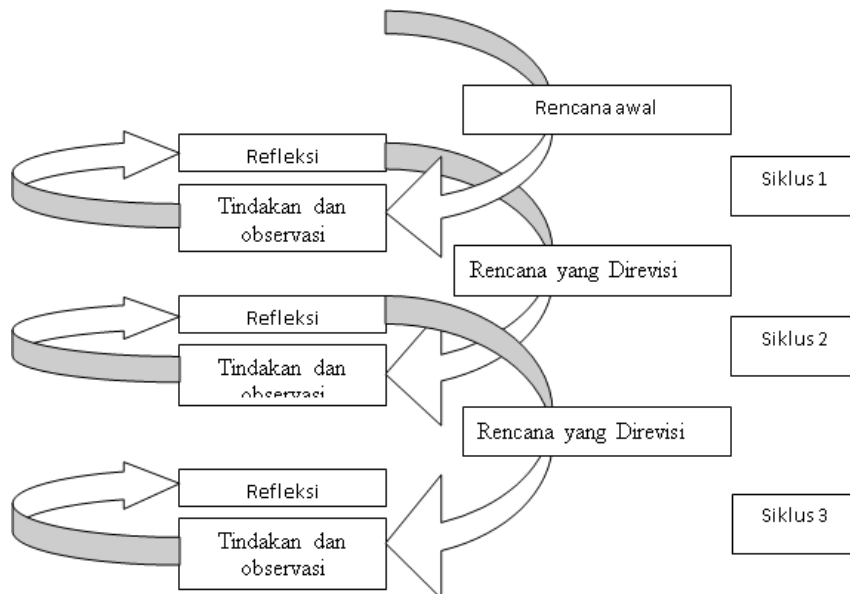 Rencana awal
Refleksi
Siklus 1
Tindakan dan
observasi
Rencana yang Direvisi
Refleksi
Siklus 2
Tindakan dan
observasi
Rencana yang Direvisi
Refleksi
Siklus 3
Tindakan dan
observasi